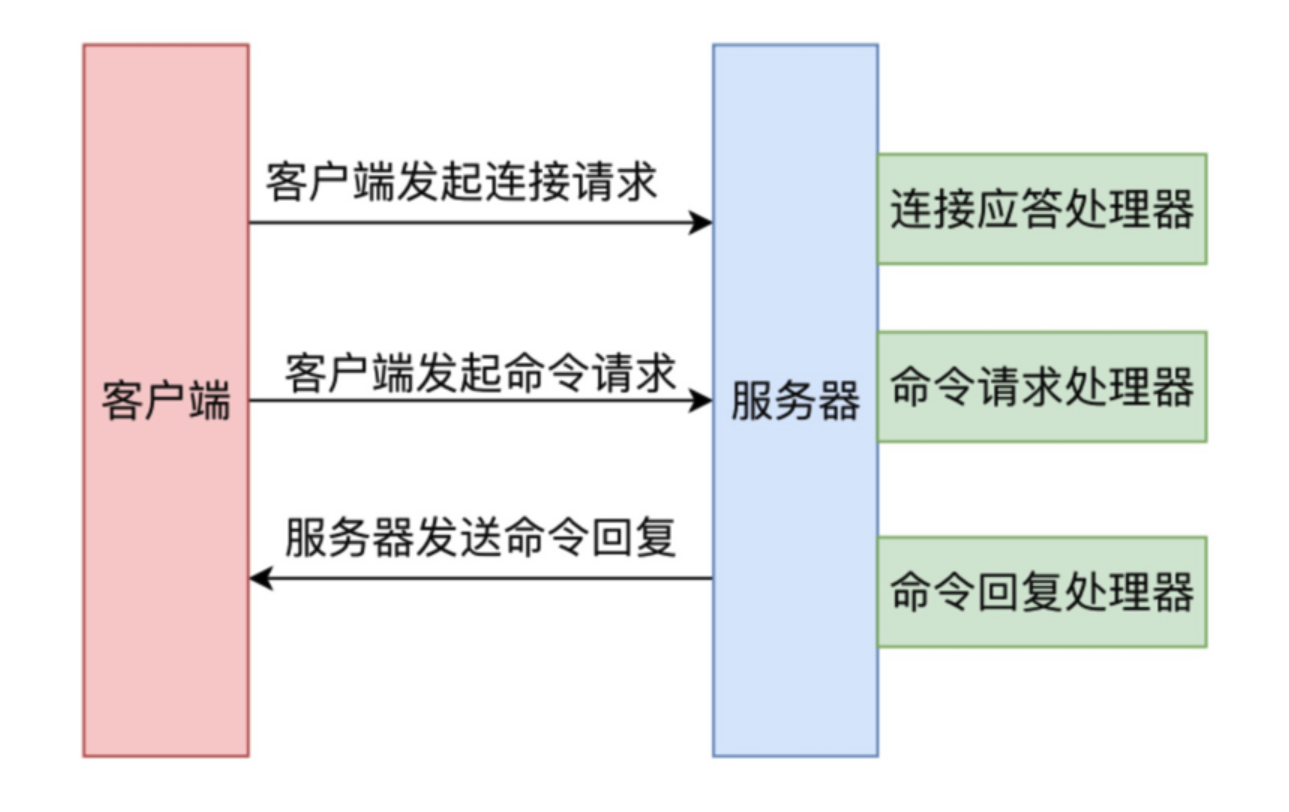 客户端发起连接请求
连接应答处理器
客户端发起命令请求
客户端
服务器
命令请求处理器
服务器发送命令回复
命令回复处理器